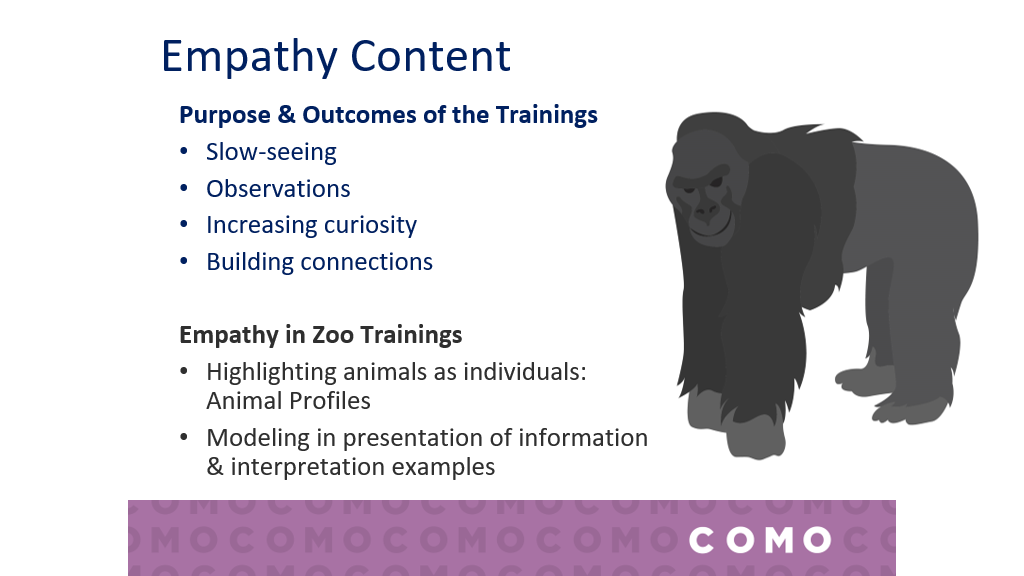 Empathy Content
Purpose & Outcomes of the Trainings
• Slow-seeing
• Observations
• Increasing curiosity
• Building connections
Empathy in Zoo Trainings
• Highlighting animals as individuals:
Animal Profiles
• Modeling in presentation of information
& interpretation examples
COMO